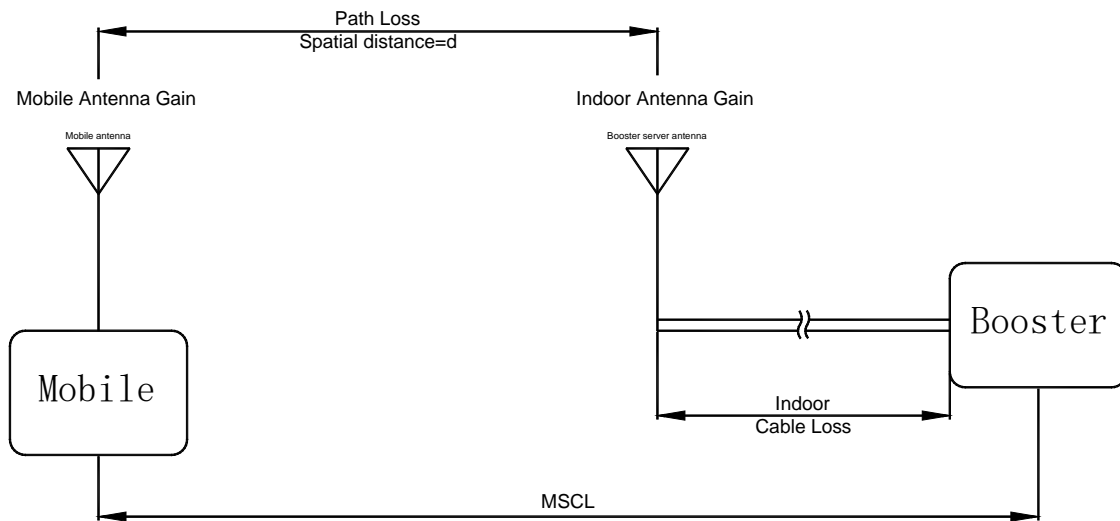 Path Loss
Spatial distance=d
Mobile Antenna Gain
Indoor Antenna Gain
Mobile antenna
Booster server antenna
Booster
Mobile
Indoor
Cable Loss
MSCL